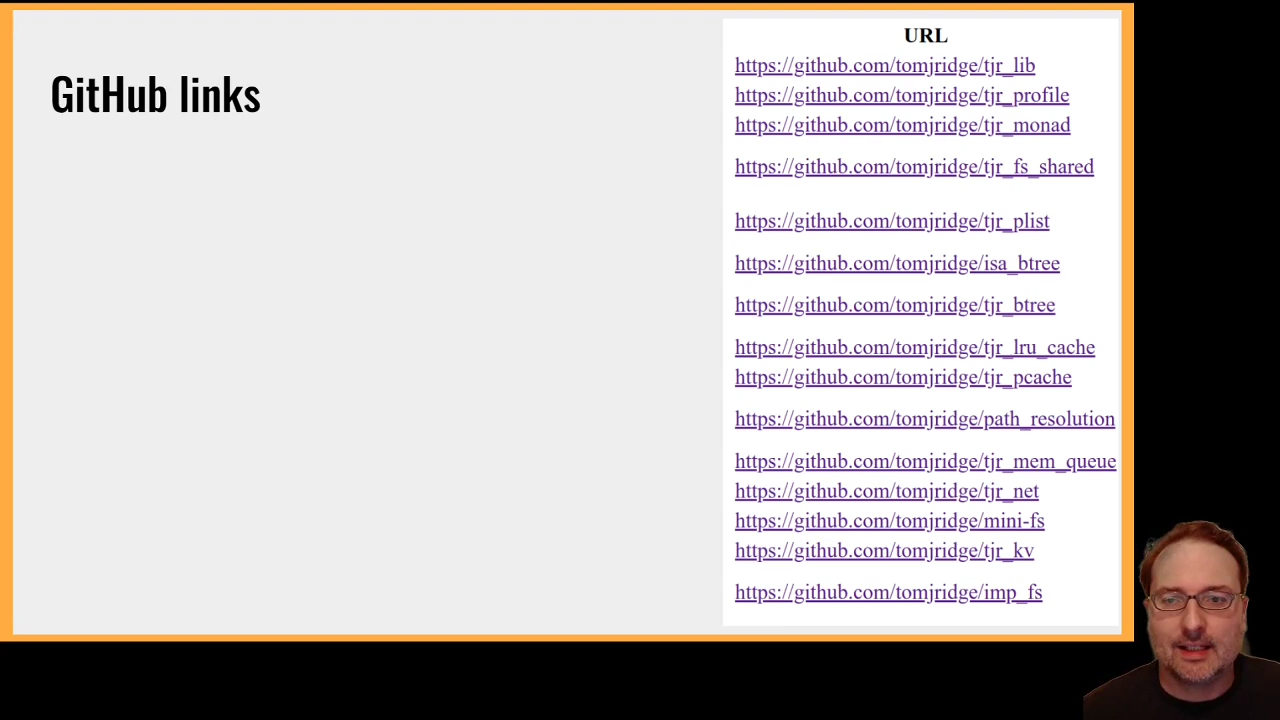 GitHub links
URL
https://github.com/tomjridge/tjr_lib
https://github.com/tomjridge/tjr_profile
https://github.com/tomjridge/tjr_monad
https://github.com/tomjridge/tjr_fs_shared
https://github.com/tomjridge/tjr_plist
https://github.com/tomjridge/isa_btree
https://github.com/tomjridge/tjr_btree
https://github.com/tomjridge/tjr_lru_cache
https://github.com/tomjridge/tjr_pcache
https://github.com/tomjridge/path_resolution
https://github.com/tomjridge/tjr_mem_queue
https://github.com/tomjridge/tjr_net
https://github.com/tomjridge/mini-fs
https://github.com/tomjridge/tjr_kv
https://github.com/tomjridge/imp_fs